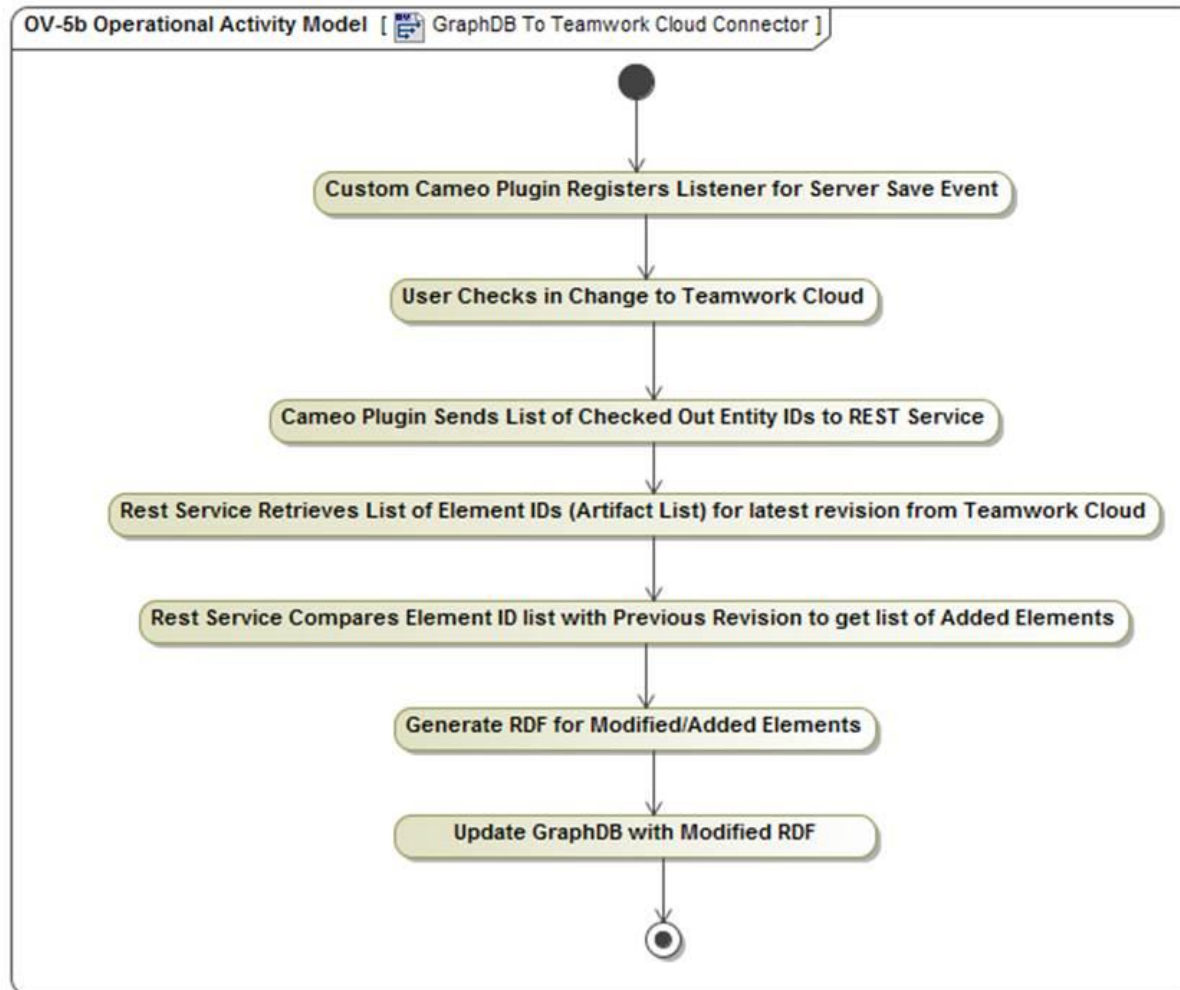 OV-5b Operational Activity Model [ GraphDB To Teamwork Cloud Connector ]
Custom Cameo Plugin Registers Listener for Server Save Event
User Checks in Change to Teamwork Cloud
Cameo Plugin Sends List of Checked Out Entity IDs to REST Service
Rest Service Retrieves List of Element IDs (Artifact List) for latest revision from Teamwork Cloud
Rest Service Compares Element ID list with Previous Revision to get list of Added Elements
Generate RDF for Modified/Added Elements
Update GraphDB with Modified RDF